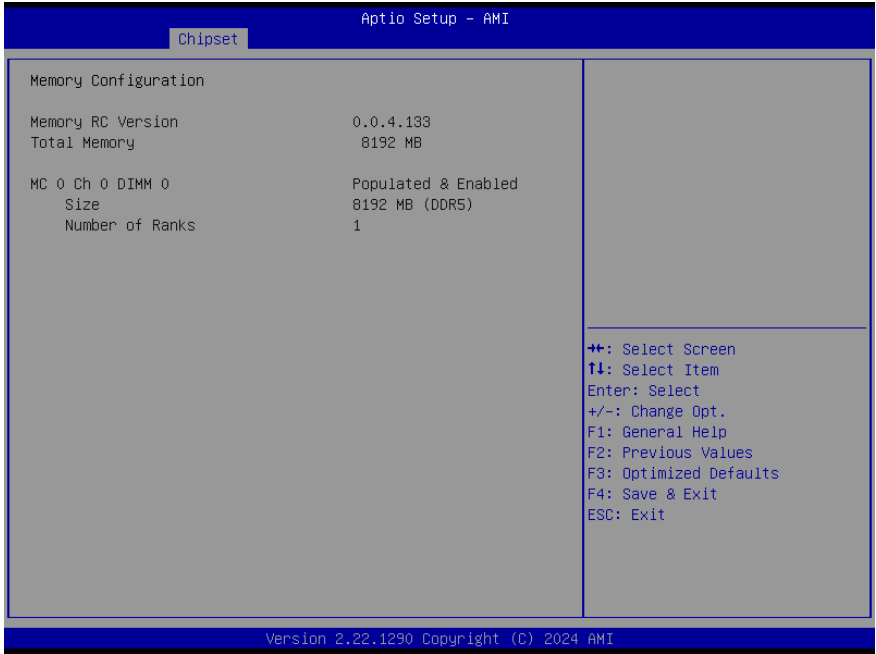 Aptio Setup – AMI
Chipset
Memory Configuration
Memory RC Version 0.0.4.133
Total Memory 8192 MB
MC 0 Ch 0 DIMM 0 Populated & Enabled
Size 8192 MB (DDR5)
Number of Ranks 1
→←: Select Screen
↑↓: Select Item
Enter: Select
+/-: Change Opt.
F1: General Help
F2: Previous Values
F3: Optimized Defaults
F4: Save & Exit
ESC: Exit
Version 2.22.1290 Copyright (C) 2024 AMI